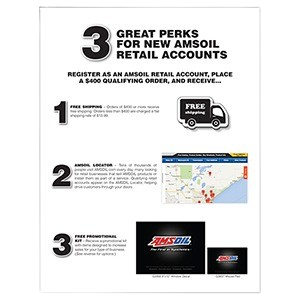 3 GREAT PERKS
FOR NEW AMSOIL
RETAIL ACCOUNTS
REGISTER AS AN AMSOIL RETAIL ACCOUNT, PLACE
A $400 QUALIFYING ORDER, AND RECEIVE...
1
FREE SHIPPING - Orders of $400 or more receive
free shipping. Orders less than $400 are charged a flat
shipping rate of
FREE
shipping
2
AMSOIL LOCATOR - Tens of thousands of
people visit AMSOIL.com every day, many looking
for retail businesses that sell AMSOIL products or
install them as part of a service. Qualifying retail
accounts appear on the AMSOIL Locator, helping
drive customers through your doors.
3
FREE PROMOTIONAL
KIT - Receive a promotional kit
with items designed to increase
sales for your type of business
(See reverse for options.)
AMSOIL
The First in Synthetics
AMSOIL
Window Decal
Mouse Pad